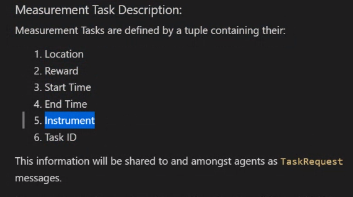 Measurement Task Description:
Measurement Tasks are defined by a tuple containing their:
1. Location
2. Reward
3. Start Time
4. End Time
5. Instrument
6. Task ID
This information will be shared to and amongst agents as TaskRequest
messages.